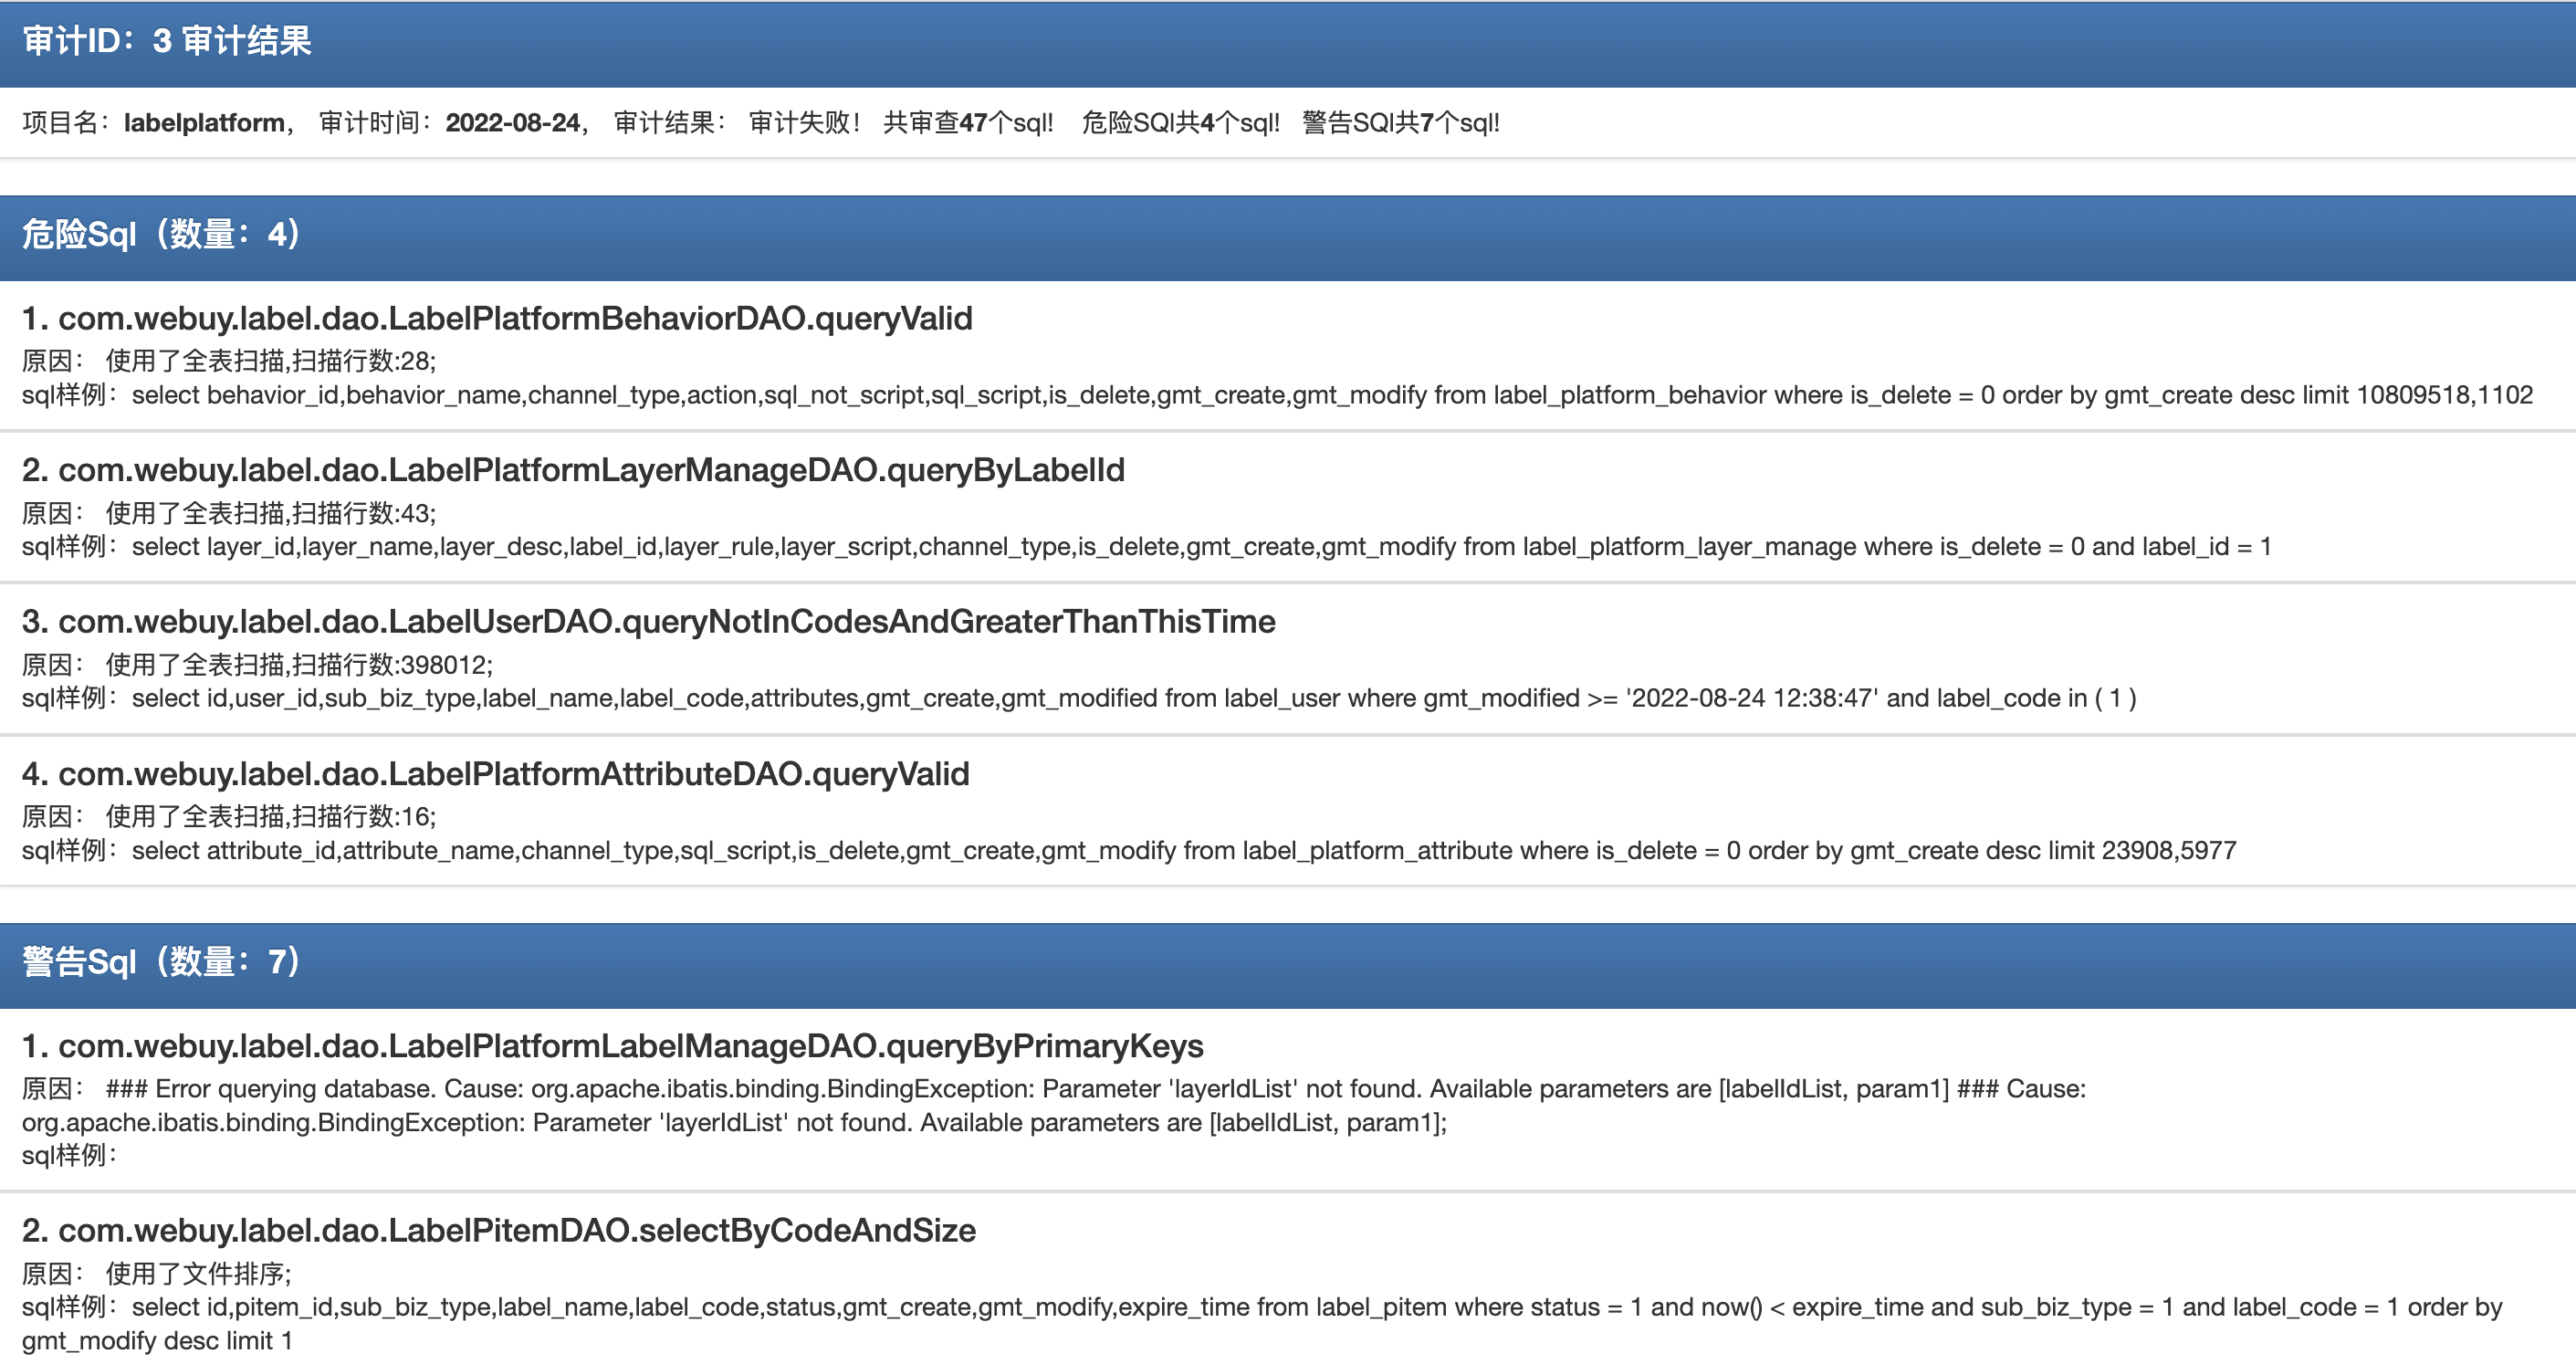 审计ID：3 审计结果
项目名：labelplatform， 审计时间：2022-08-24， 审计结果： 审计失败！ 共审查47个sql! 危险SQl共4个sql! 警告SQl共7个sql!
危险Sql（数量：4）
1. com.webuy.label.dao.LabelPlatformBehaviorDAO.queryValid
原因： 使用了全表扫描,扫描行数:28;
sql样例：select behavior_id,behavior_name,channel_type,action,sql_not_script,sql_script,is_delete,gmt_create,gmt_modify from label_platform_behavior where is_delete = 0 order by gmt_create desc limit 10809518,1102
2. com.webuy.label.dao.LabelPlatformLayerManageDAO.queryByLabelId
原因： 使用了全表扫描,扫描行数:43;
sql样例：select layer_id,layer_name,layer_desc,label_id,layer_rule,layer_script,channel_type,is_delete,gmt_create,gmt_modify from label_platform_layer_manage where is_delete = 0 and label_id = 1
3. com.webuy.label.dao.LabelUserDAO.queryNotInCodesAndGreaterThanThisTime
原因： 使用了全表扫描,扫描行数:398012;
sql样例：select id,user_id,sub_biz_type,label_name,label_code,attributes,gmt_create,gmt_modified from label_user where gmt_modified >= '2022-08-24 12:38:47' and label_code in ( 1 )
4. com.webuy.label.dao.LabelPlatformAttributeDAO.queryValid
原因： 使用了全表扫描,扫描行数:16;
sql样例：select attribute_id,attribute_name,channel_type,sql_script,is_delete,gmt_create,gmt_modify from label_platform_attribute where is_delete = 0 order by gmt_create desc limit 23908,5977
警告Sql（数量：7）
1. com.webuy.label.dao.LabelPlatformLabelManageDAO.queryByPrimaryKeys
原因： ### Error querying database. Cause: org.apache.ibatis.binding.BindingException: Parameter 'layerIdList' not found. Available parameters are [labelIdList, param1] ### Cause:
org.apache.ibatis.binding.BindingException: Parameter 'layerIdList' not found. Available parameters are [labelIdList, param1];
sql样例：
2. com.webuy.label.dao.LabelPitemDAO.selectByCodeAndSize
原因： 使用了文件排序;
sql样例：select id,pitem_id,sub_biz_type,label_name,label_code,status,gmt_create,gmt_modify,expire_time from label_pitem where status = 1 and now() < expire_time and sub_biz_type = 1 and label_code = 1 order by
gmt_modify desc limit 1